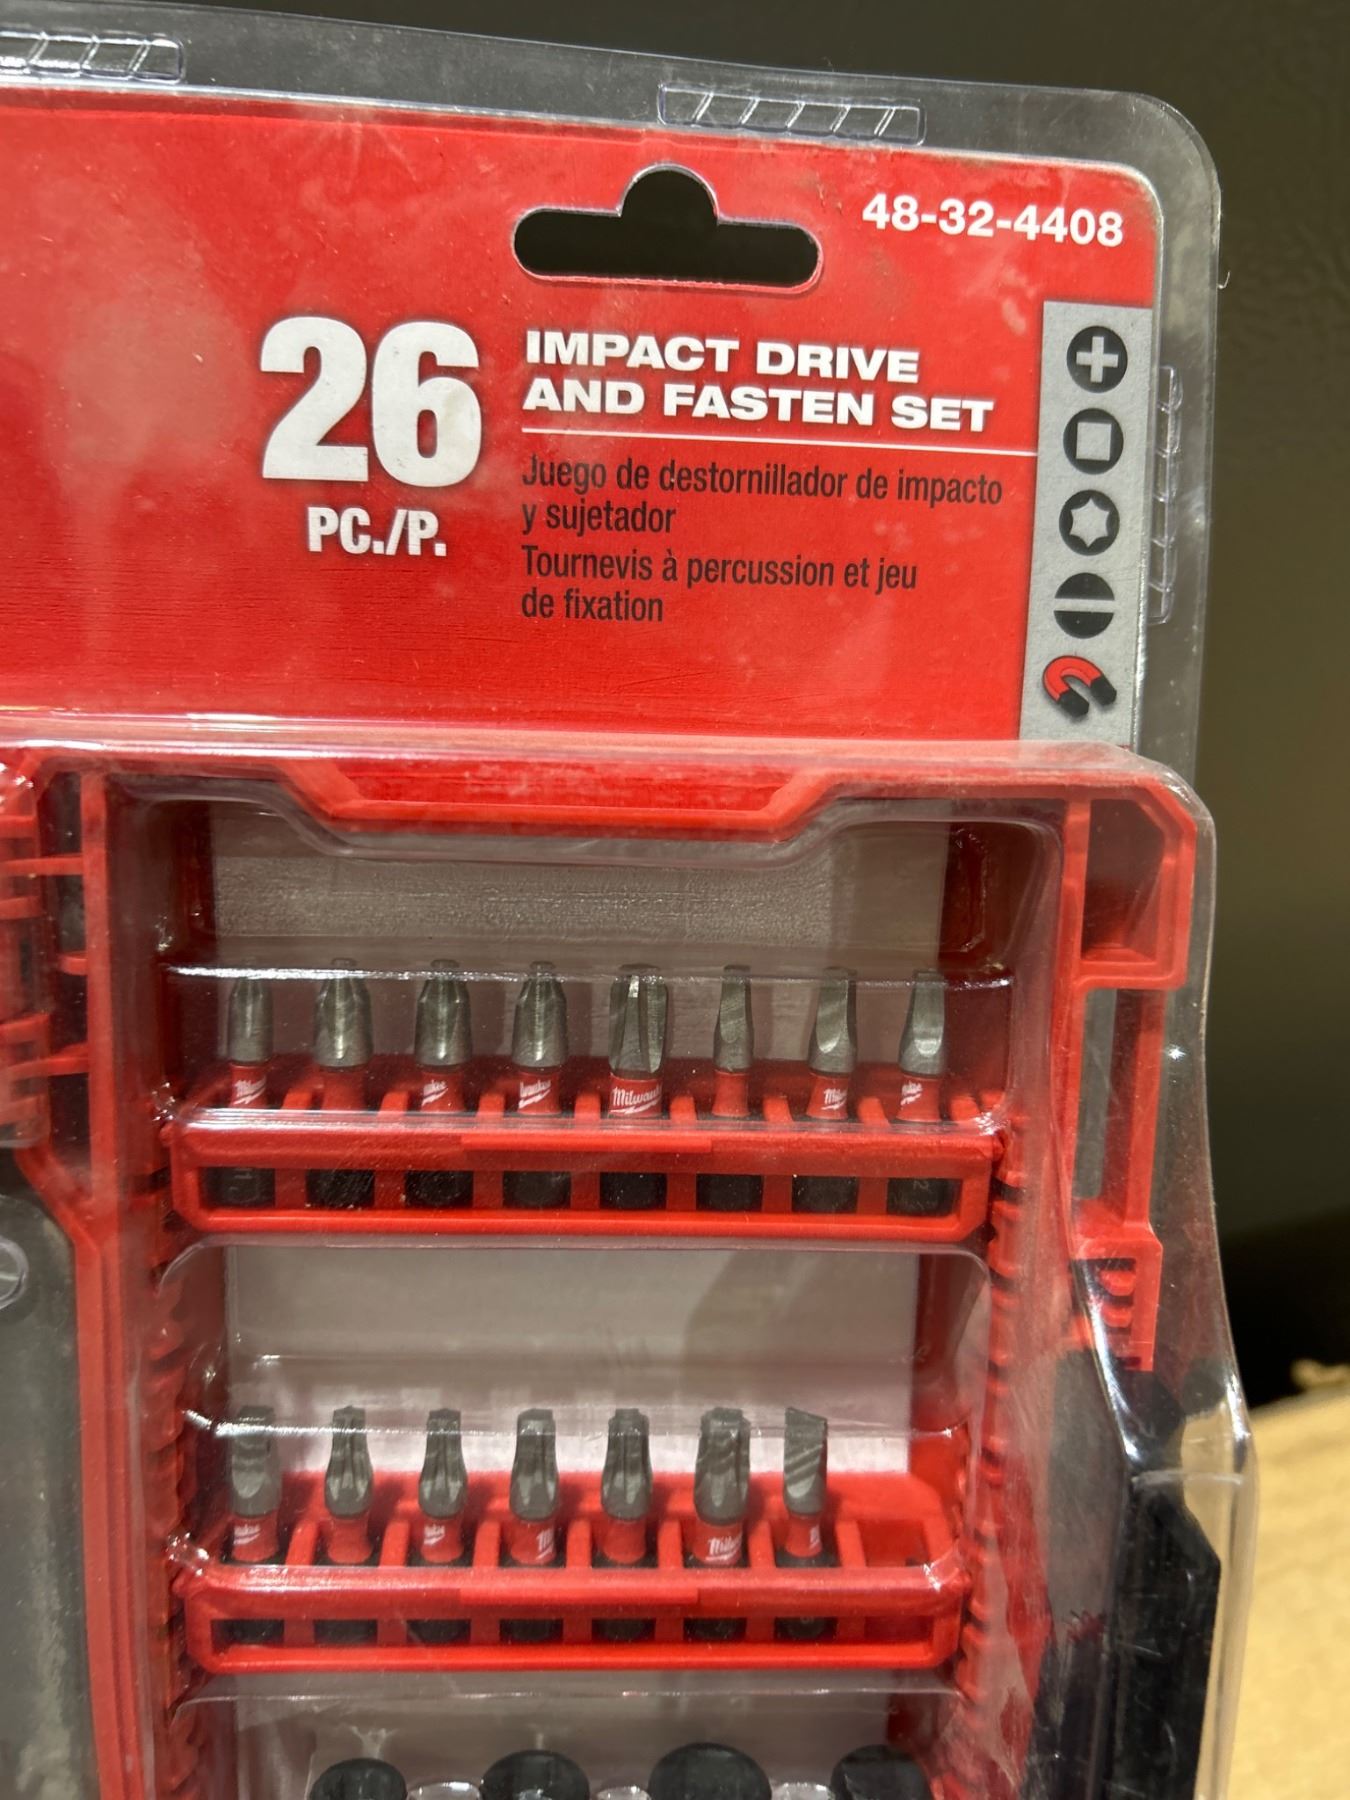 48-32-4408
26
PC./P.
IMPACT DRIVE
AND FASTEN SET
Juego de destornillador de impacto
y sujetador
Tournevis à percussion et jeu
de fixation
Milwau